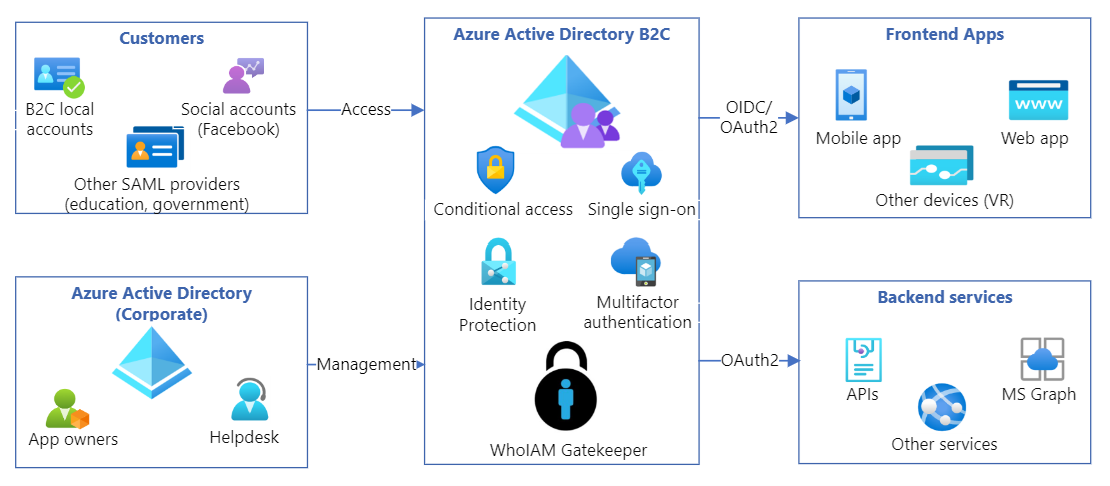 Customers
B2C local
accounts
Social accounts
(Facebook)
Other SAML providers
(education, government)
Azure Active Directory
(Corporate)
App owners
Helpdesk
Access
Management
Azure Active Directory B2C
Conditional access
Single sign-on
Identity
Protection
Multifactor
authentication
WhoIAM Gatekeeper
OIDC/
OAuth2
OAuth2
Frontend Apps
Mobile app
www
Web app
Other devices (VR)
Backend services
APIs
MS Graph
Other services